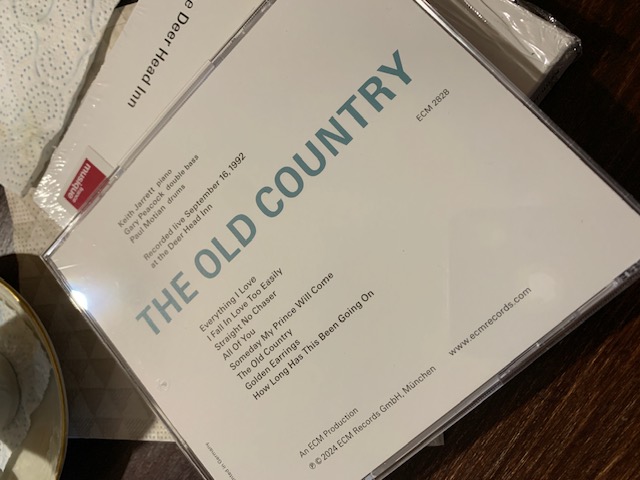 Deer Head Inn
musique
Keith Jarrett piano
Gary Peacock double bass
Paul Motian drums
Recorded live September 16, 1992
at the Deer Head Inn
THE OLD COUNTRY
ECM 2828
Everything I Love
I Fall In Love Too Easily
Straight No Chaser
All Of You
Someday My Prince Will Come
The Old Country
Golden Earrings
How Long Has This Been Going On
www.ecmrecords.com
An ECM Production
℗ © 2024 ECM Records GmbH, München
in Germany